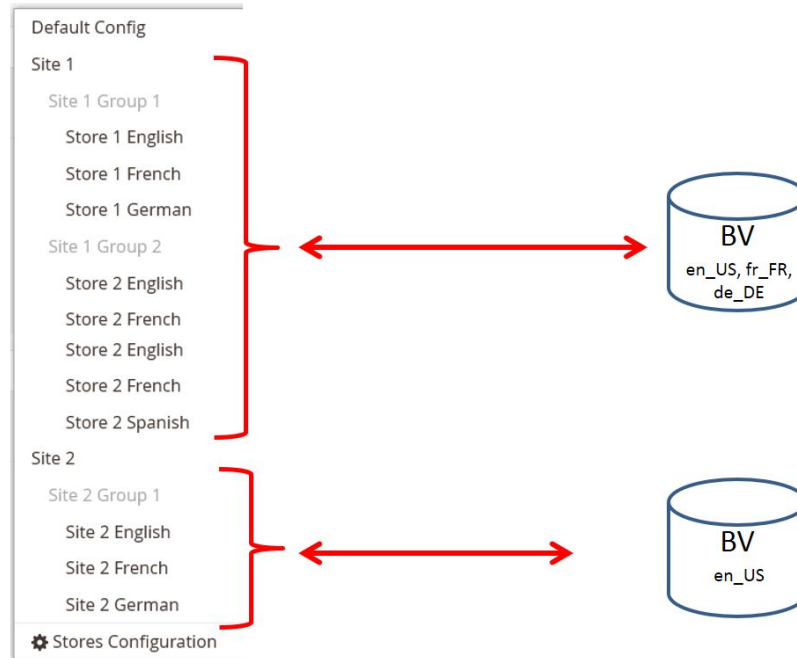 Default Config
Site 1
Site 1 Group 1
Store 1 English
Store 1 French
Store 1 German
Site 1 Group 2
Store 2 English
Store 2 French
Store 2 English
Store 2 French
Store 2 Spanish
Site 2
Site 2 Group 1
Site 2 English
Site 2 French
Site 2 German
Stores Configuration
BV
en_US, fr_FR,
de_DE
BV
en_US